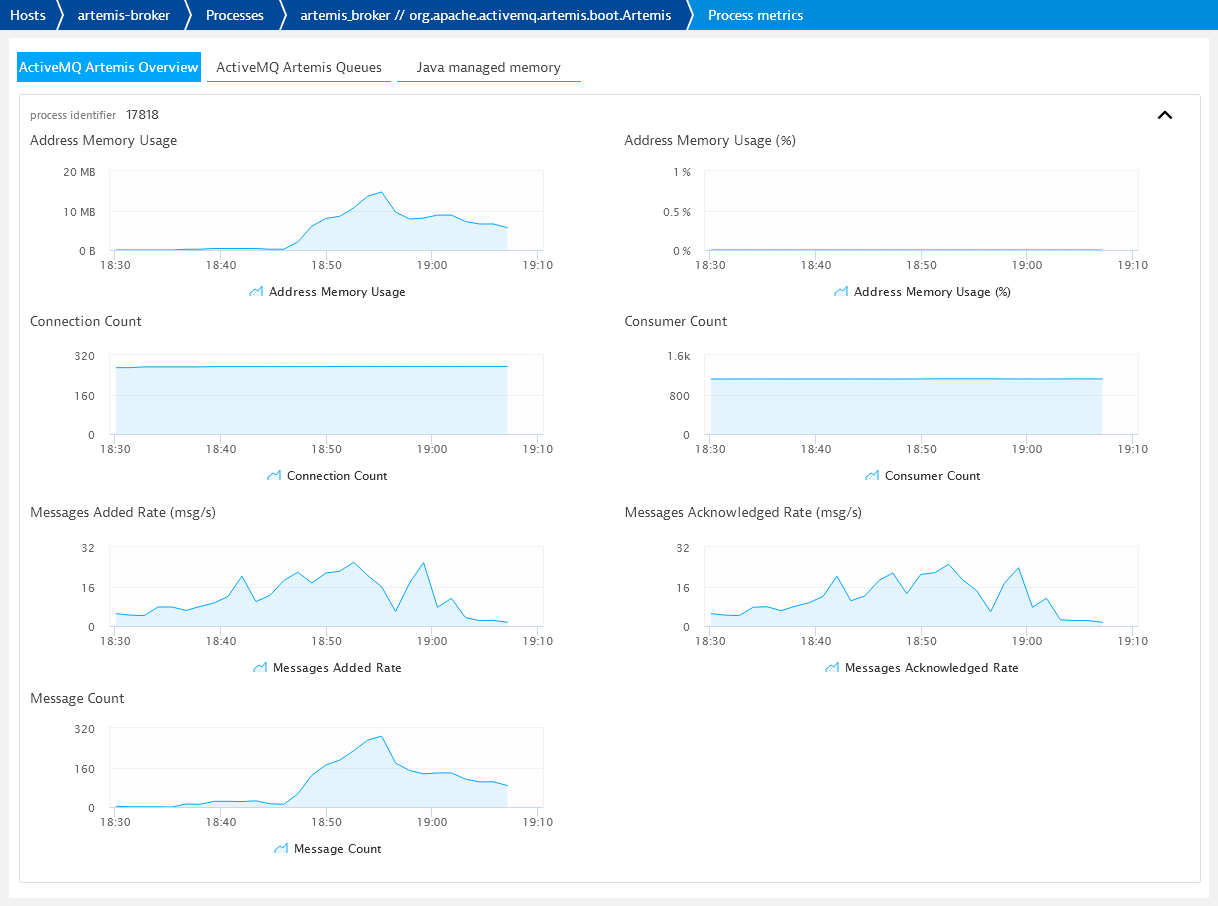 Hosts artemis-broker Processes artemis_broker // org.apache.activemq.artemis.boot.Artemis Process metrics
ActiveMQ Artemis Overview ActiveMQ Artemis Queues Java managed memory
process identifier 17818
Address Memory Usage
20 MB
10 MB
0 B
18:30 18:40 18:50 19:00 19:10
Address Memory Usage
Address Memory Usage (%)
1 %
0.5 %
0 %
18:30 18:40 18:50 19:00 19:10
Address Memory Usage (%)
Connection Count
320
160
0
18:30 18:40 18:50 19:00 19:10
Connection Count
Consumer Count
1.6k
800
0
18:30 18:40 18:50 19:00 19:10
Consumer Count
Messages Added Rate (msg/s)
32
16
0
18:30 18:40 18:50 19:00 19:10
Messages Added Rate
Messages Acknowledged Rate (msg/s)
32
16
0
18:30 18:40 18:50 19:00 19:10
Messages Acknowledged Rate
Message Count
320
160
0
18:30 18:40 18:50 19:00 19:10
Message Count